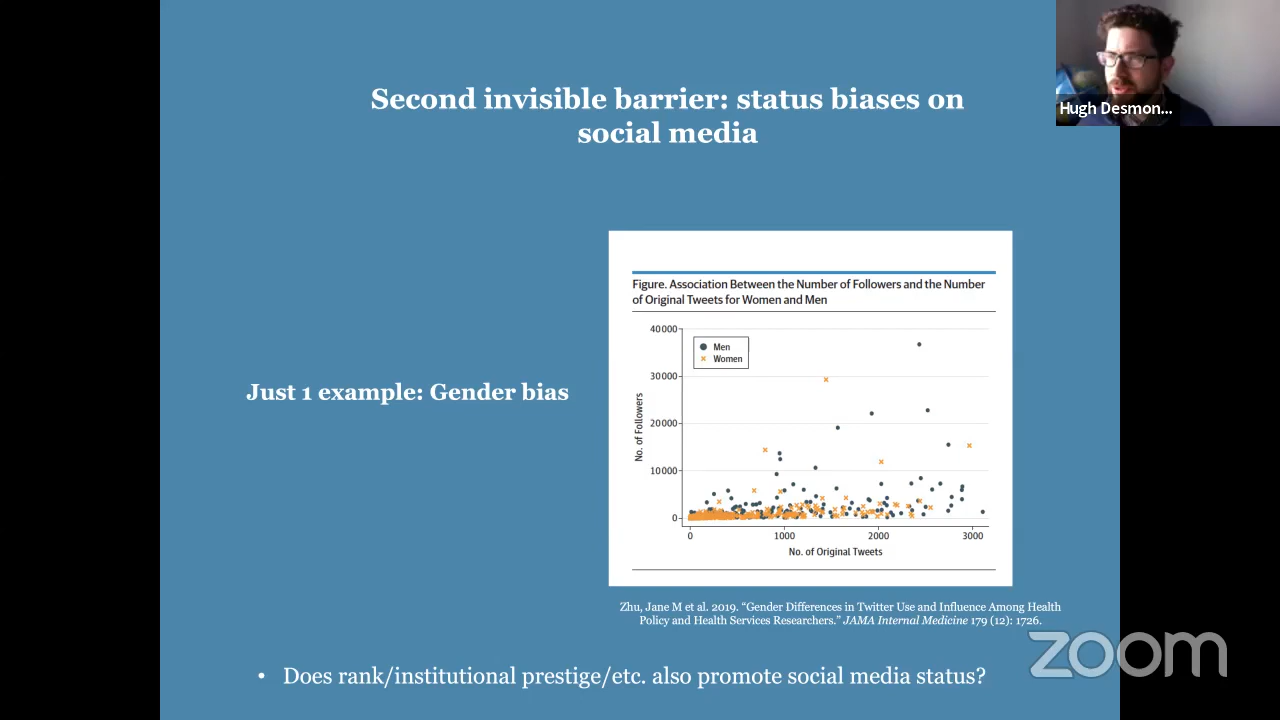 Second invisible barrier: status biases on
social media
Hugh Desmon...
Just 1 example: Gender bias
Figure. Association Between the Number of Followers and the Number
of Original Tweets for Women and Men
40000
30000
20000
10000
0
No. of Followers
Men
Women
0 1000 2000 3000
No. of Original Tweets
Zhu, Jane M et al. 2019. “Gender Differences in Twitter Use and Influence Among Health
Policy and Health Services Researchers.” JAMA Internal Medicine 179 (12): 1726.
• Does rank/institutional prestige/etc. also promote social media status?
zoom